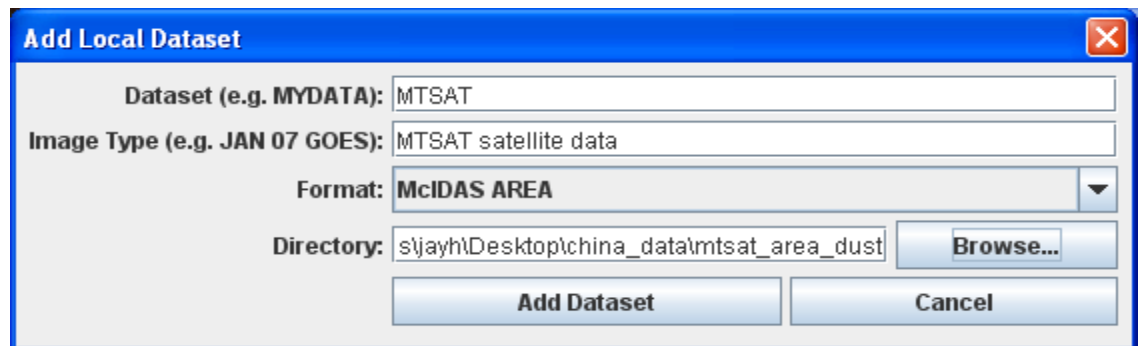 Add Local Dataset
Dataset (e.g. MYDATA): MTSAT
Image Type (e.g. JAN 07 GOES): MTSAT satellite data
Format: McIDAS AREA
Directory: s\jayh\Desktop\china_data\mtsat_area_dust Browse...
Add Dataset Cancel